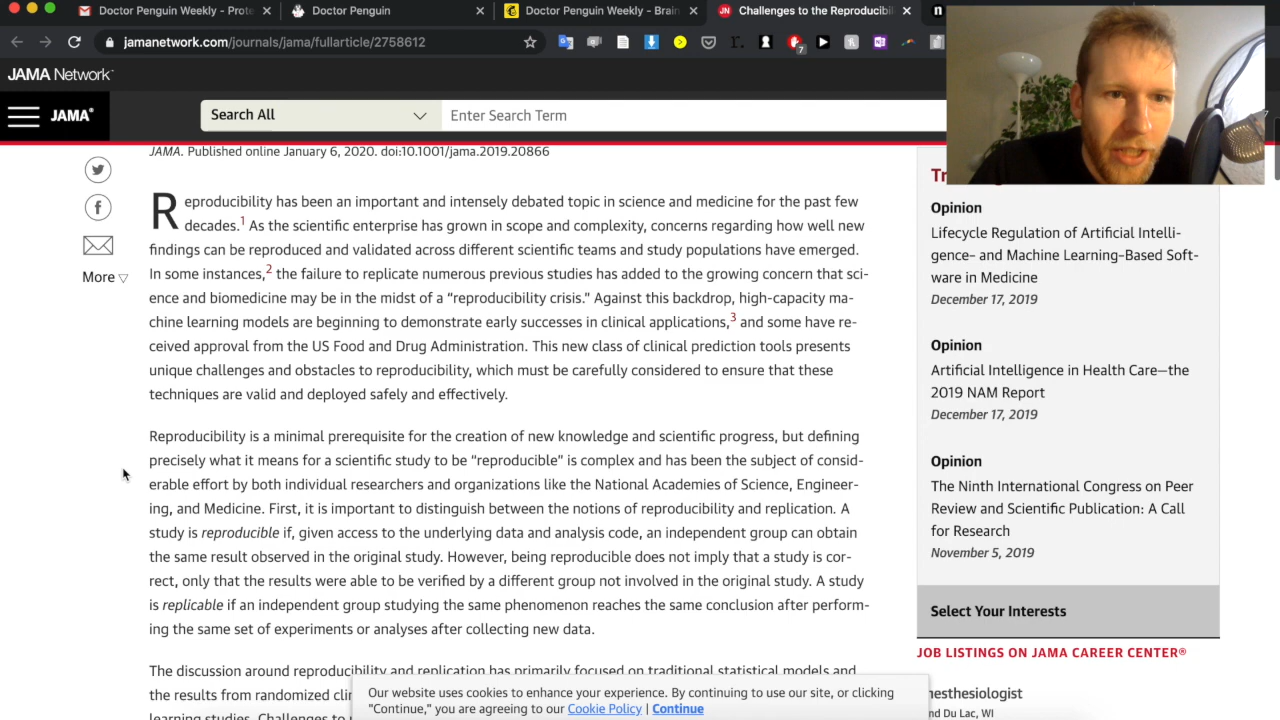 Doctor Penguin Weekly - Prote
Doctor Penguin
Doctor Penguin Weekly - Brain
JN
Challenges to the Reproducibil
n
jamanetwork.com/journals/jama/fullarticle/2758612
7
JAMA Network™
JAMA®
Search All
Enter Search Term
JAMA. Published online January 6, 2020. doi:10.1001/jama.2019.20866
More
Reproducibility has been an important and intensely debated topic in science and medicine for the past few
decades.1 As the scientific enterprise has grown in scope and complexity, concerns regarding how well new
findings can be reproduced and validated across different scientific teams and study populations have emerged.
In some instances,2 the failure to replicate numerous previous studies has added to the growing concern that sci-
ence and biomedicine may be in the midst of a “reproducibility crisis.” Against this backdrop, high-capacity ma-
chine learning models are beginning to demonstrate early successes in clinical applications,3 and some have re-
ceived approval from the US Food and Drug Administration. This new class of clinical prediction tools presents
unique challenges and obstacles to reproducibility, which must be carefully considered to ensure that these
techniques are valid and deployed safely and effectively.
Reproducibility is a minimal prerequisite for the creation of new knowledge and scientific progress, but defining
precisely what it means for a scientific study to be “reproducible” is complex and has been the subject of consid-
erable effort by both individual researchers and organizations like the National Academies of Science, Engineer-
ing, and Medicine. First, it is important to distinguish between the notions of reproducibility and replication. A
study is reproducible if, given access to the underlying data and analysis code, an independent group can obtain
the same result observed in the original study. However, being reproducible does not imply that a study is cor-
rect, only that the results were able to be verified by a different group not involved in the original study. A study
is replicable if an independent group studying the same phenomenon reaches the same conclusion after perform-
ing the same set of experiments or analyses after collecting new data.
The discussion around reproducibility and replication has primarily focused on traditional statistical models and
the results from randomized clin
Opinion
Lifecycle Regulation of Artificial Intelli-
gence- and Machine Learning-Based Soft-
ware in Medicine
December 17, 2019
Opinion
Artificial Intelligence in Health Care—the
2019 NAM Report
December 17, 2019
Opinion
The Ninth International Congress on Peer
Review and Scientific Publication: A Call
for Research
November 5, 2019
Select Your Interests
JOB LISTINGS ON JAMA CAREER CENTER®
nesthesiologist
nd Du Lac, WI
Our website uses cookies to enhance your experience. By continuing to use our site, or clicking
"Continue," you are agreeing to our Cookie Policy | Continue